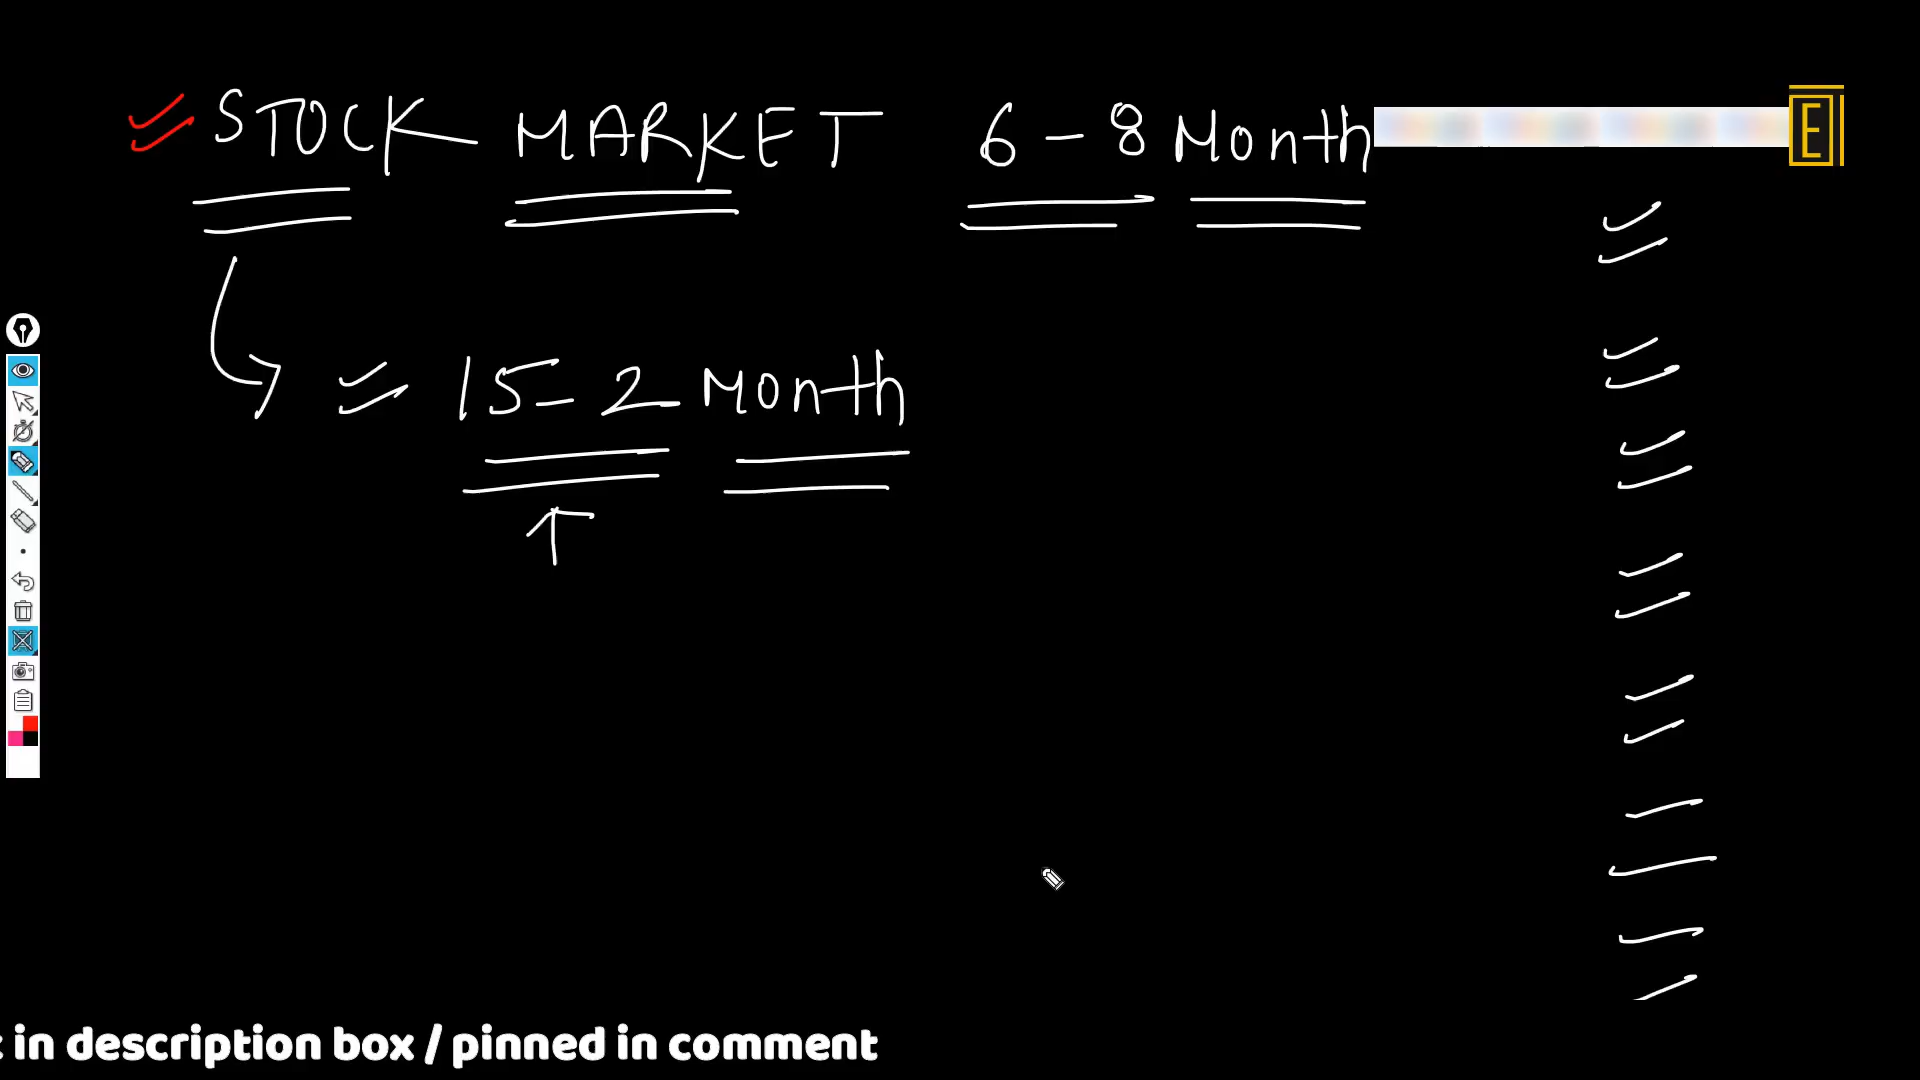 STOCK MARKET 6-8 Month E
15-2 Month
in description box / pinned in comment